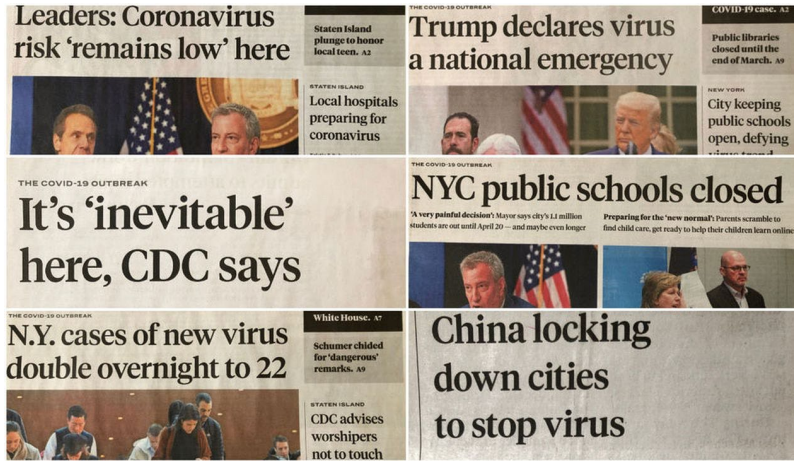 Leaders: Coronavirus
risk ‘remains low’ here
Staten Island
plunge to honor
local teen. A2
STATEN ISLAND
Local hospitals
preparing for
coronavirus
THE COVID-19 OUTBREAK
Trump declares virus
a national emergency
COVID-19 case. A2
Public libraries
closed until the
end of March. A9
NEW YORK
City keeping
public schools
open, defying
THE COVID-19 OUTBREAK
It’s ‘inevitable’
here, CDC says
THE COVID-19 OUTBREAK
NYC public schools closed
‘A very painful decision’: Mayor says city’s 1.1 million
students are out until April 20 — and maybe even longer
Preparing for the ‘new normal’: Parents scramble to
find child care, get ready to help their children learn online
THE COVID-19 OUTBREAK
N.Y. cases of new virus
double overnight to 22
White House. A7
Schumer chided
for ‘dangerous’
remarks. A9
STATEN ISLAND
CDC advises
worshipers
not to touch
China locking
down cities
to stop virus